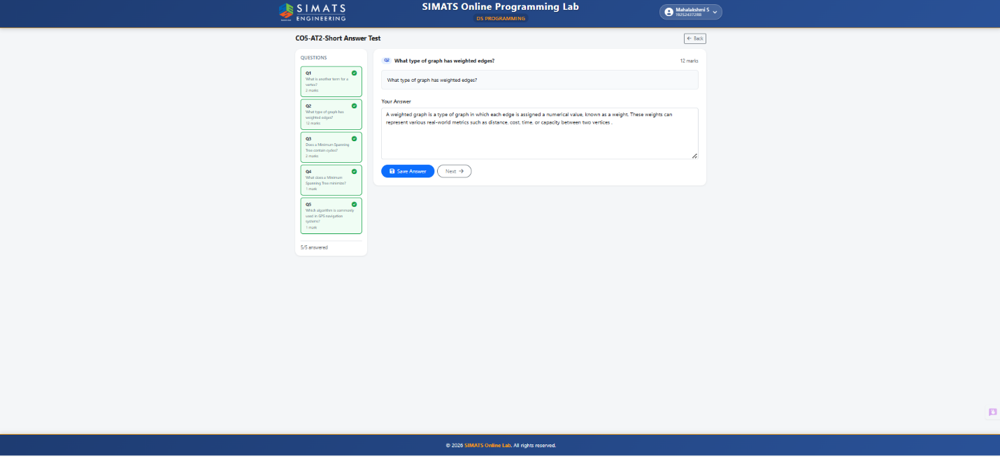 SIMATS
ENGINEERING
SIMATS Online Programming Lab
DS PROGRAMMING
Mahalakshmi S
192524372RB
CO5-AT2-Short Answer Test
← Back
QUESTIONS
Q1
What is another term for a
vertex?
2 marks
Q2
What type of graph has
weighted edges?
12 marks
Q3
Does a Minimum Spanning
Tree contain cycles?
2 marks
Q4
What does a Minimum
Spanning Tree minimize?
1 mark
Q5
Which algorithm is commonly
used in GPS navigation
systems?
1 mark
5/5 answered
Q2 What type of graph has weighted edges? 12 marks
What type of graph has weighted edges?
Your Answer
A weighted graph is a type of graph in which each edge is assigned a numerical value, known as a weight. These weights can
represent various real-world metrics such as distance, cost, time, or capacity between two vertices .
Save Answer
Next →
© 2026 SIMATS Online Lab. All rights reserved.